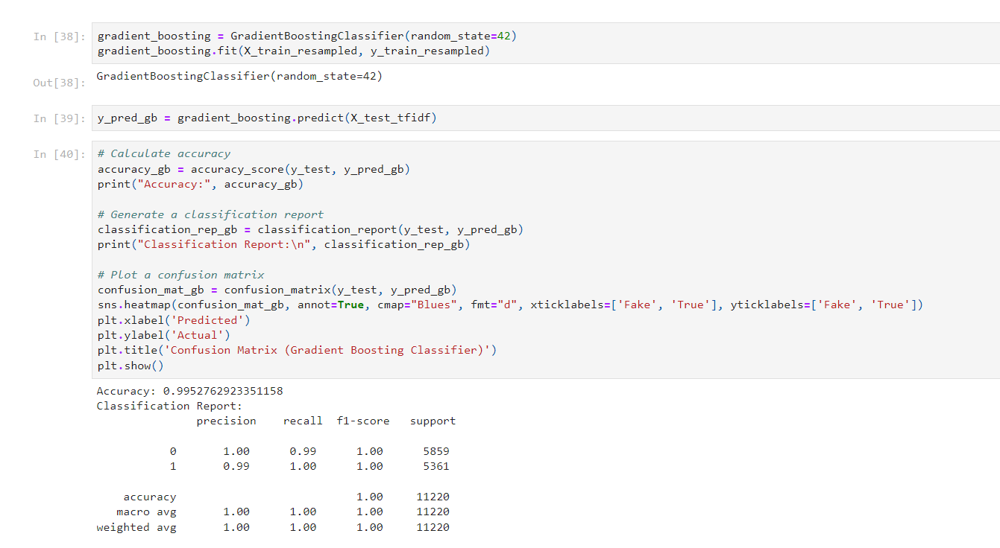 In [38]: gradient_boosting = GradientBoostingClassifier(random_state=42)
gradient_boosting.fit(X_train_resampled, y_train_resampled)
Out[38]: GradientBoostingClassifier(random_state=42)
In [39]: y_pred_gb = gradient_boosting.predict(X_test_tfidf)
In [40]: # Calculate accuracy
accuracy_gb = accuracy_score(y_test, y_pred_gb)
print("Accuracy:", accuracy_gb)
# Generate a classification report
classification_rep_gb = classification_report(y_test, y_pred_gb)
print("Classification Report:\n", classification_rep_gb)
# Plot a confusion matrix
confusion_mat_gb = confusion_matrix(y_test, y_pred_gb)
sns.heatmap(confusion_mat_gb, annot=True, cmap="Blues", fmt="d", xticklabels=['Fake', 'True'], yticklabels=['Fake', 'True'])
plt.xlabel('Predicted')
plt.ylabel('Actual')
plt.title('Confusion Matrix (Gradient Boosting Classifier)')
plt.show()
Accuracy: 0.9952762923351158
Classification Report:
precision recall f1-score support
0 1.00 0.99 1.00 5859
1 0.99 1.00 1.00 5361
accuracy 1.00 11220
macro avg 1.00 1.00 1.00 11220
weighted avg 1.00 1.00 1.00 11220